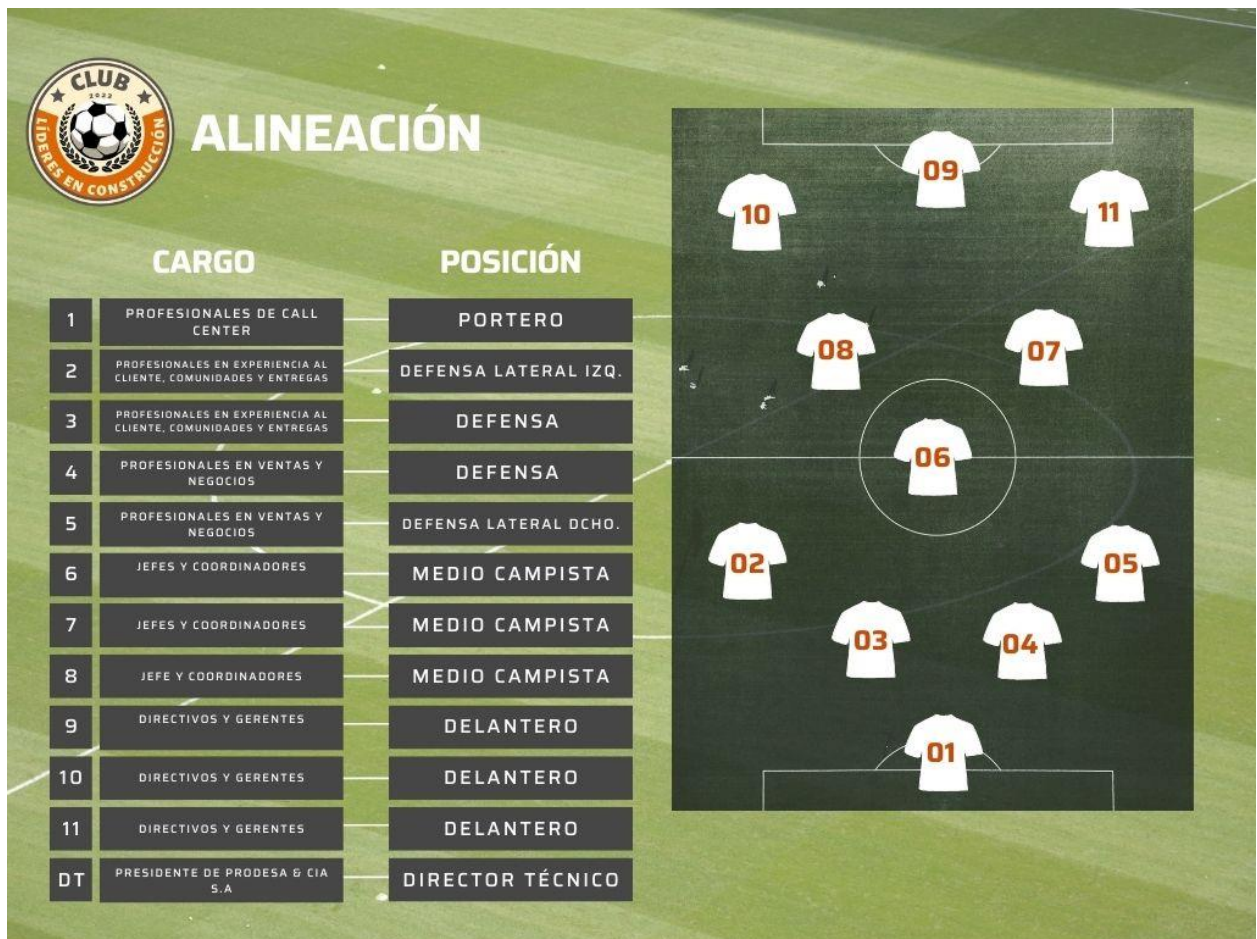 CLUB
2022
LÍDERES EN CONSTRUCCIÓN
ALINEACIÓN
CARGO POSICIÓN
1 PROFESIONALES DE CALL
CENTER
PORTERO
2 PROFESIONALES EN EXPERIENCIA AL
CLIENTE, COMUNIDADES Y ENTREGAS
DEFENSA LATERAL IZQ.
3 PROFESIONALES EN EXPERIENCIA AL
CLIENTE, COMUNIDADES Y ENTREGAS
DEFENSA
4 PROFESIONALES EN VENTAS Y
NEGOCIOS
DEFENSA
5 PROFESIONALES EN VENTAS Y
NEGOCIOS
DEFENSA LATERAL DCHO.
6 JEFES Y COORDINADORES MEDIO CAMPISTA
7 JEFES Y COORDINADORES MEDIO CAMPISTA
8 JEFE Y COORDINADORES MEDIO CAMPISTA
9 DIRECTIVOS Y GERENTES DELANTERO
10 DIRECTIVOS Y GERENTES DELANTERO
11 DIRECTIVOS Y GERENTES DELANTERO
DT PRESIDENTE DE PRODESA & CIA
S.A
DIRECTOR TÉCNICO
09
10 11
08 07
06
02 05
03 04
01